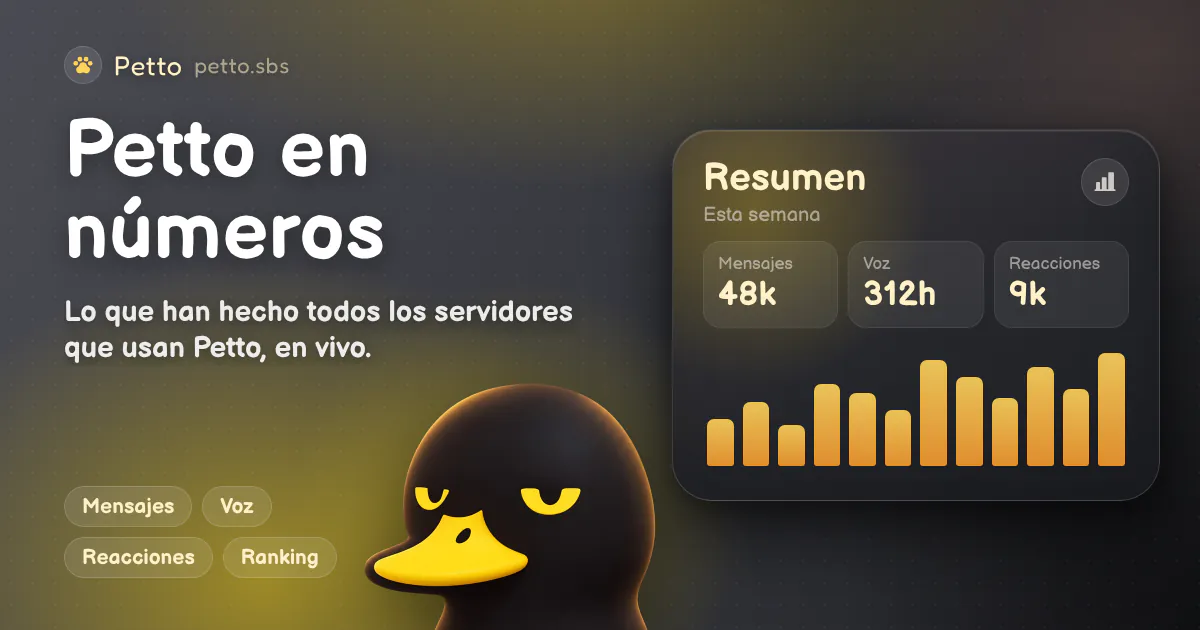 Petto petto.sbs
Petto en
números
Lo que han hecho todos los servidores
que usan Petto, en vivo.
Mensajes Voz
Reacciones Ranking
Resumen
Esta semana
Mensajes Voz Reacciones
48k 312h 9k